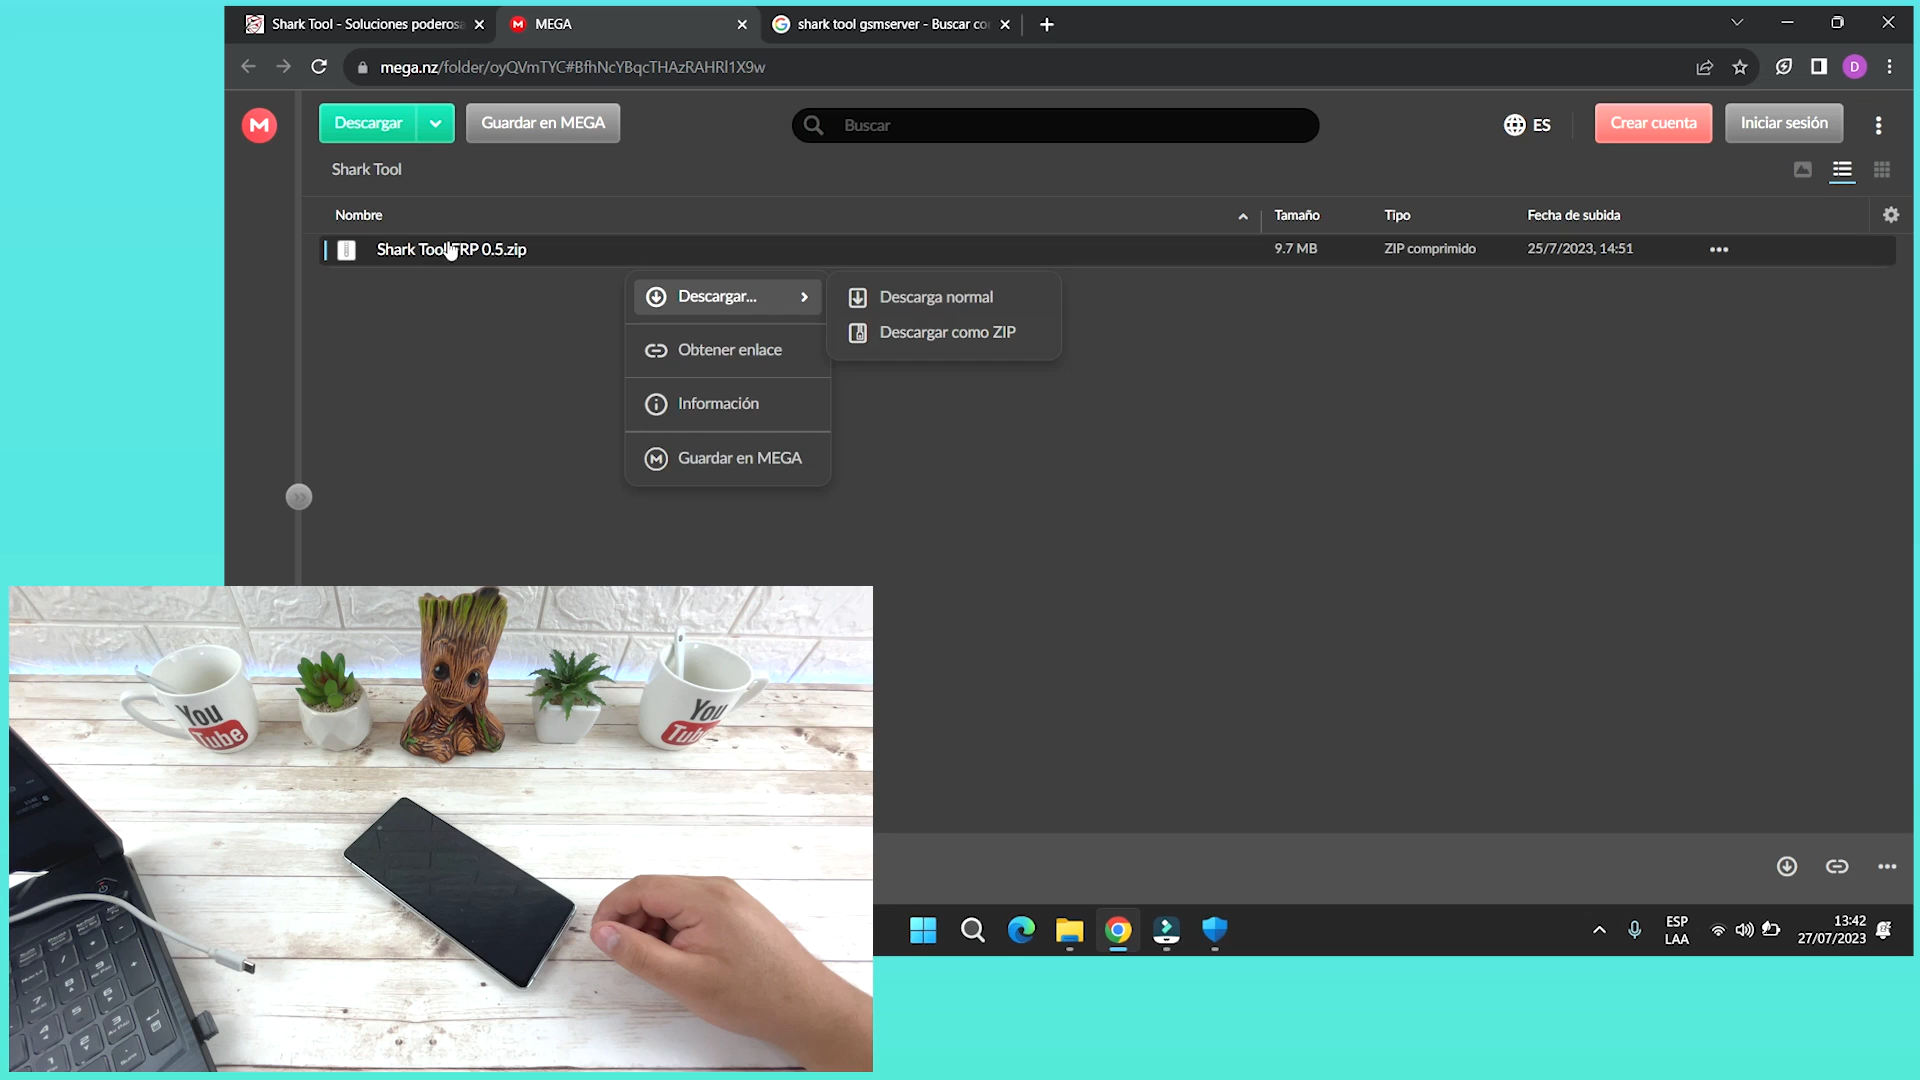 Shark Tool - Soluciones poderosa
MEGA
shark tool gsmserver - Buscar co
mega.nz/folder/oyQVmTYC#BfhNcYBqcTHAzRAHRl1X9w
D
M
Descargar
Guardar en MEGA
Buscar
ES
Crear cuenta
Iniciar sesión
Shark Tool
Nombre
Tamaño
Tipo
Fecha de subida
Shark Tool FRP 0.5.zip
9.7 MB
ZIP comprimido
25/7/2023, 14:51
Descargar...
Descarga normal
Descargar como ZIP
Obtener enlace
Información
Guardar en MEGA
You
Tube
You
Tube
ESP
LAA
13:42
27/07/2023